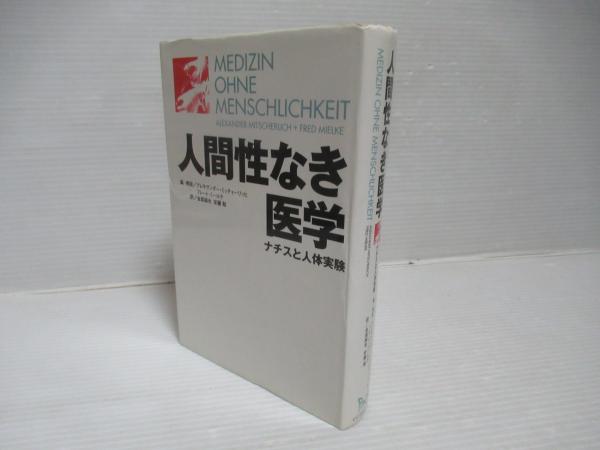 MEDIZIN
OHNE
MENSCHLICHKEIT
ALEXANDER MITSCHERLICH + FRED MIELKE
人間性なき
医学
ナチスと人体実験
人間性なき医学
MEDIZIN OHNE MENSCHLICHKEIT